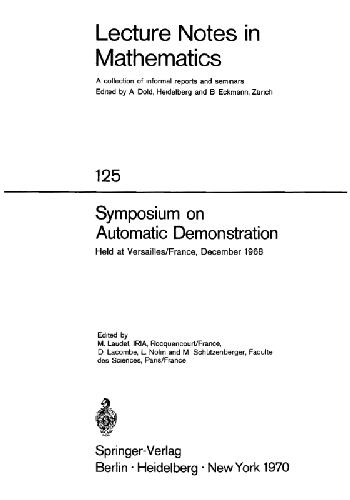 Lecture Notes in
Mathematics
A collection of informal reports and seminars
Edited by A. Dold, Heidelberg and B. Eckmann, Zürich
125
Symposium on
Automatic Demonstration
Held at Versailles/France, December 1968
Edited by
M. Laudet, IRIA, Rocquencourt/France,
D. Lacombe, L. Nolin and M. Schützenberger, Faculte
des Sciences, Paris/France
Springer-Verlag
Berlin · Heidelberg · New York 1970